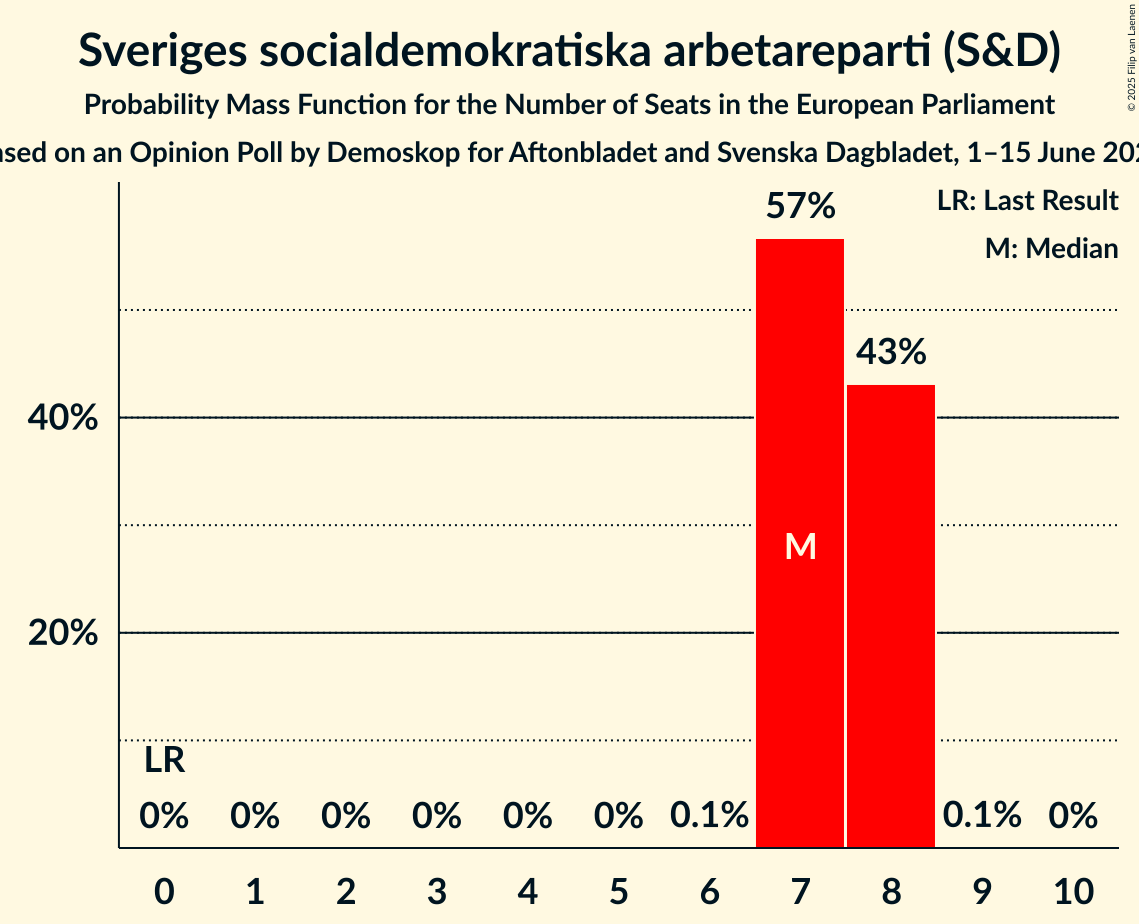 Sveriges socialdemokratiska arbetareparti (S&D)
Probability Mass Function for the Number of Seats in the European Parliament
on an Opinion Poll by Demoskop for Aftonbladet and Svenska Dagbladet, 1–15 June
© 2025 Filip van Laenen
LR: Last Result
M: Median
57%
43%
40%
20%
M
LR
0% 0% 0% 0% 0% 0% 0.1% 0.1% 0%
0 1 2 3 4 5 6 7 8 9 10